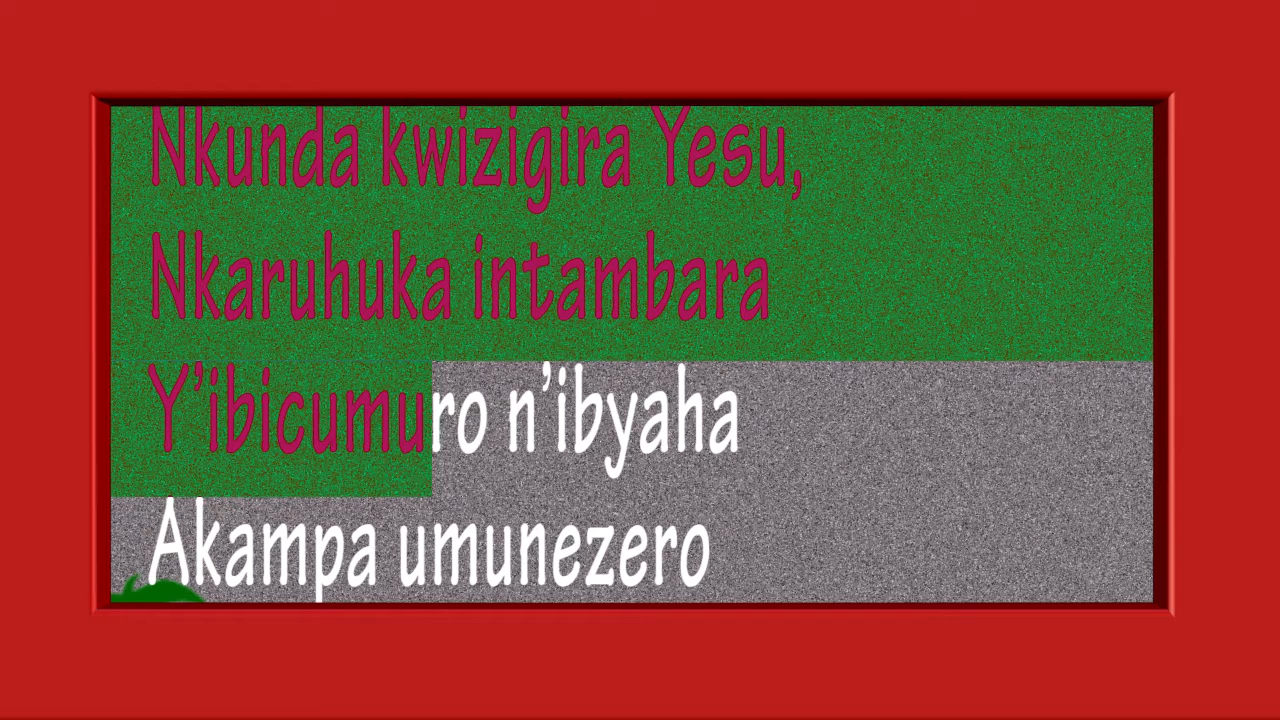 Nkunda kwizigira Yesu,
Nkaruhuka intambara
Y’ibicumuro n’ibyaha
Akampa umunezero